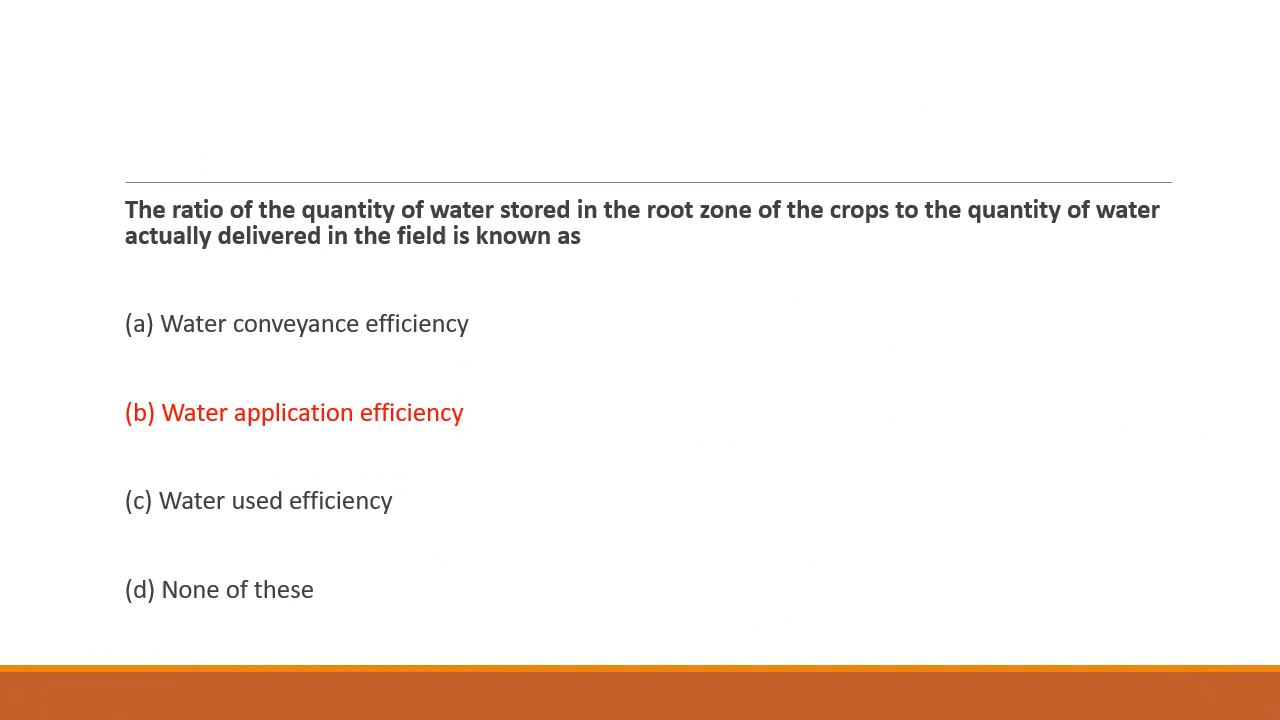 The ratio of the quantity of water stored in the root zone of the crops to the quantity of water
actually delivered in the field is known as
(a) Water conveyance efficiency
(b) Water application efficiency
(c) Water used efficiency
(d) None of these